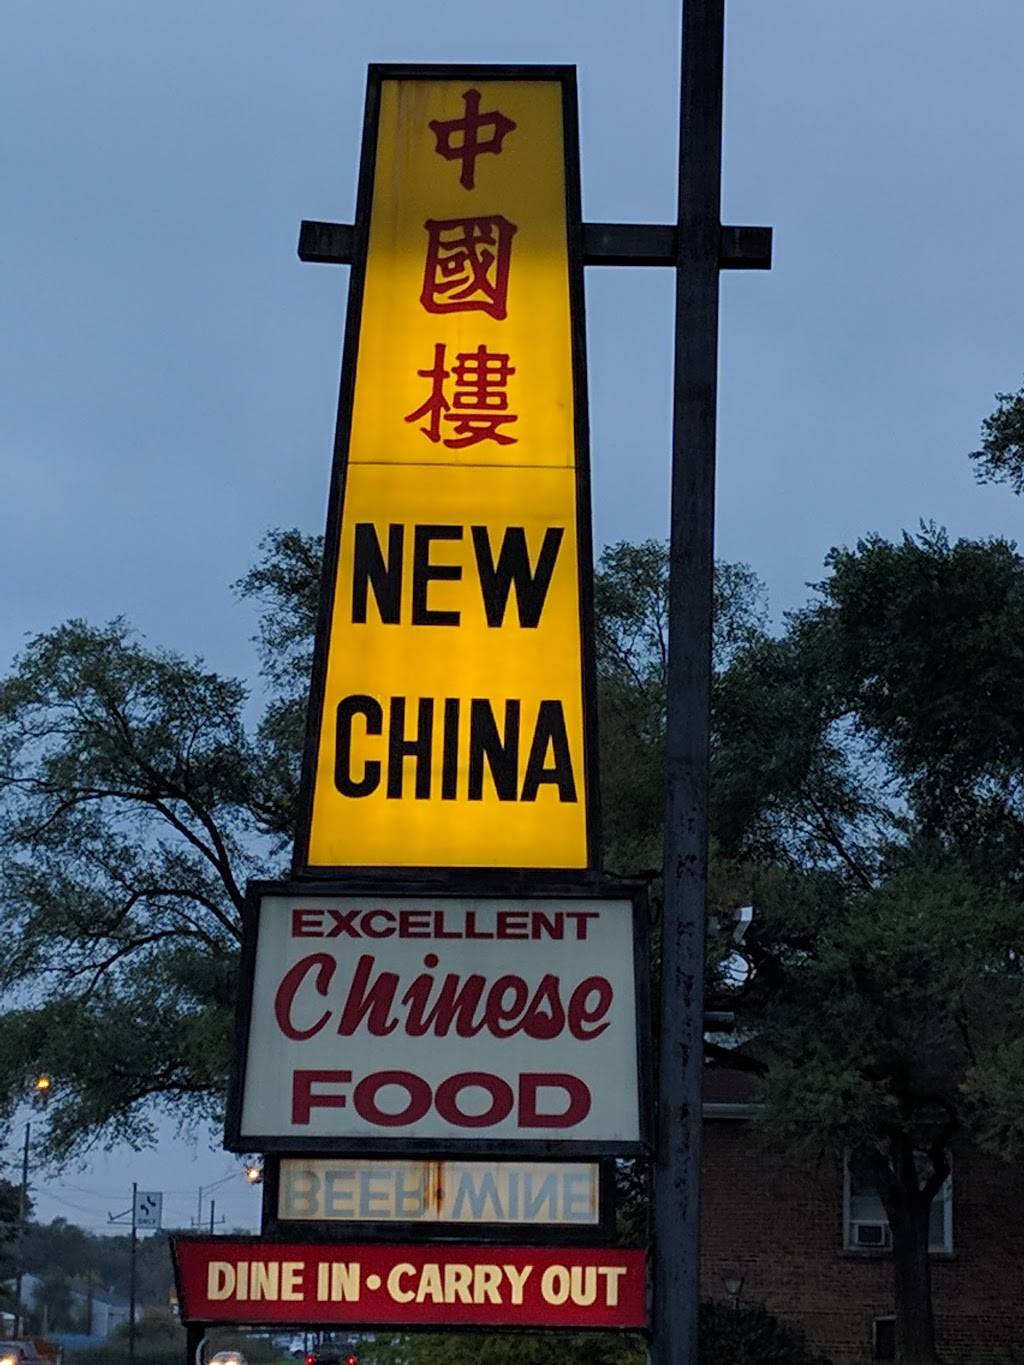 中國樓
NEW
CHINA
EXCELLENT
Chinese
FOOD
BEER·WINE
DINE IN·CARRY OUT